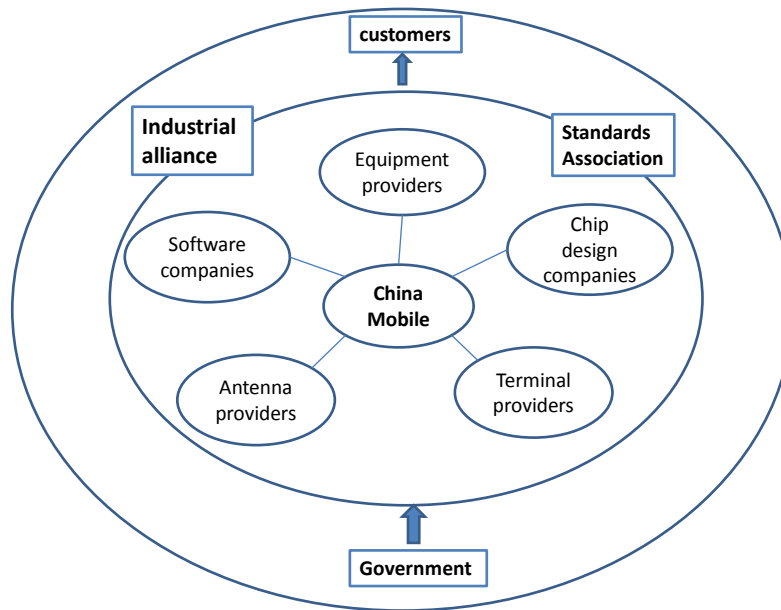 customers
Industrial
alliance
Standards
Association
Equipment
providers
Software
companies
Chip
design
companies
China
Mobile
Antenna
providers
Terminal
providers
Government